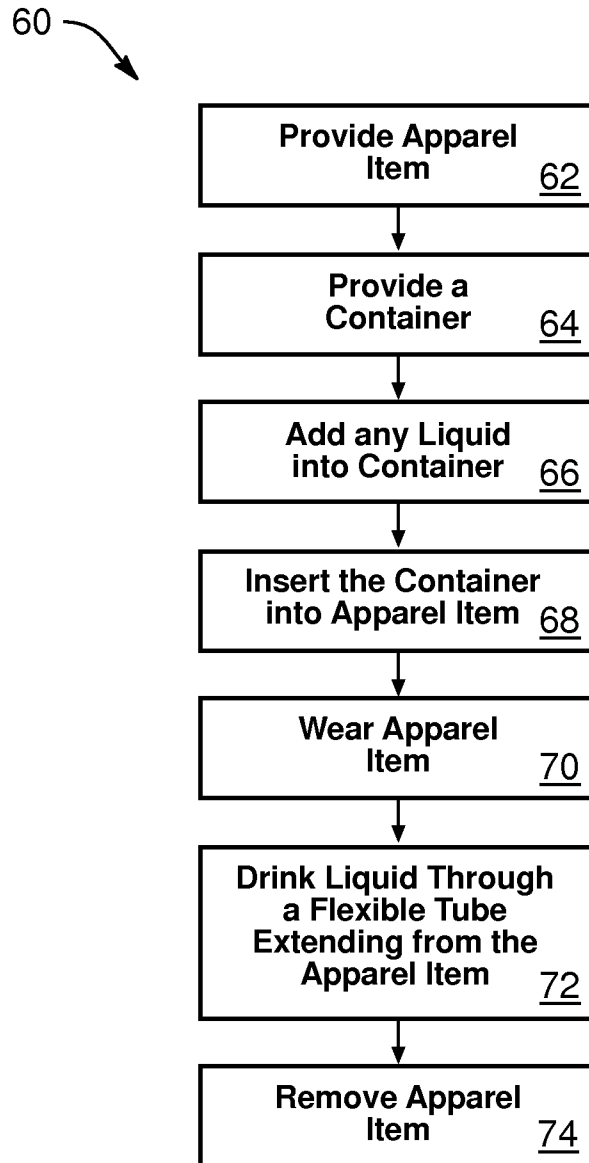 60
Provide Apparel
Item
62
Provide a
Container
64
Add any Liquid
into Container
66
Insert the Container
into Apparel Item
68
Wear Apparel
Item
70
Drink Liquid Through
a Flexible Tube
Extending from the
Apparel Item
72
Remove Apparel
Item
74